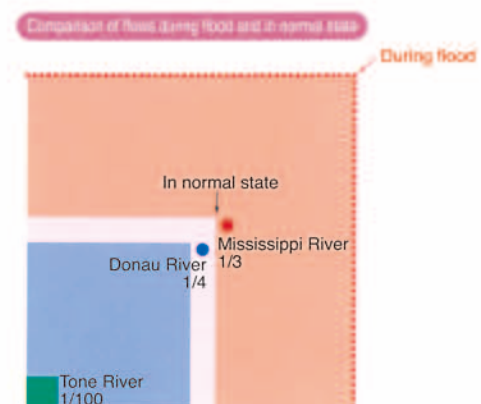 Comparison of flows during flood and in normal state
During flood
In normal state
Mississippi River
1/3
Donau River
1/4
Tone River
1/100